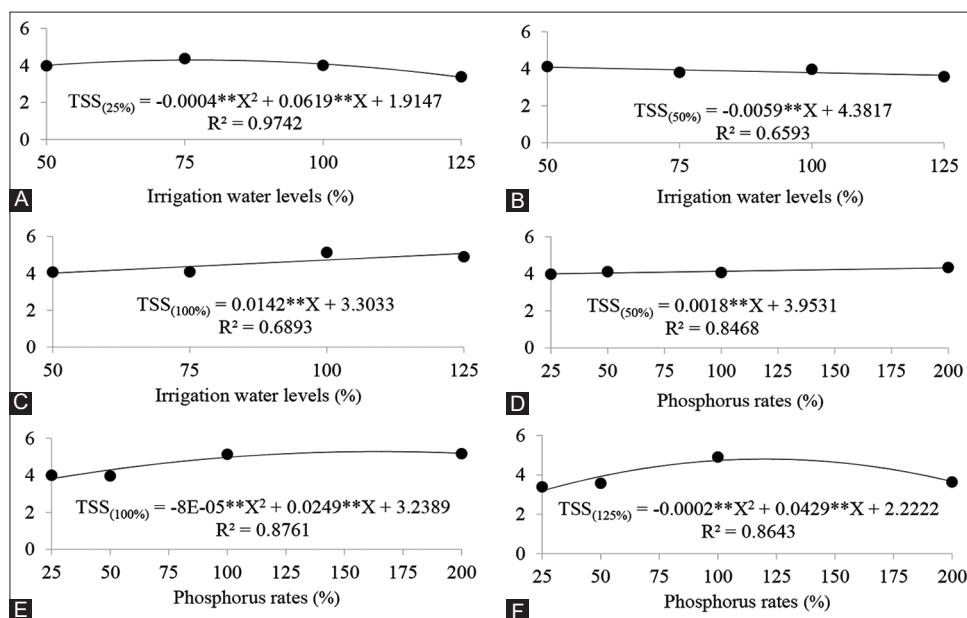 6
4
2
0
50 75 100 125
TSS(25%) = -0.0004**X² + 0.0619**X + 1.9147
R² = 0.9742
Irrigation water levels (%)
A
6
4
2
0
50 75 100 125
TSS(50%) = -0.0059**X + 4.3817
R² = 0.6593
Irrigation water levels (%)
B
6
4
2
0
50 75 100 125
TSS(100%) = 0.0142**X + 3.3033
R² = 0.6893
Irrigation water levels (%)
C
6
4
2
0
25 50 75 100 125 150 175 200
TSS(50%) = 0.0018**X + 3.9531
R² = 0.8468
Phosphorus rates (%)
D
6
4
2
0
25 50 75 100 125 150 175 200
TSS(100%) = -8E-05**X² + 0.0249**X + 3.2389
R² = 0.8761
Phosphorus rates (%)
E
6
4
2
0
25 50 75 100 125 150 175 200
TSS(125%) = -0.0002**X² + 0.0429**X + 2.2222
R² = 0.8643
Phosphorus rates (%)
F